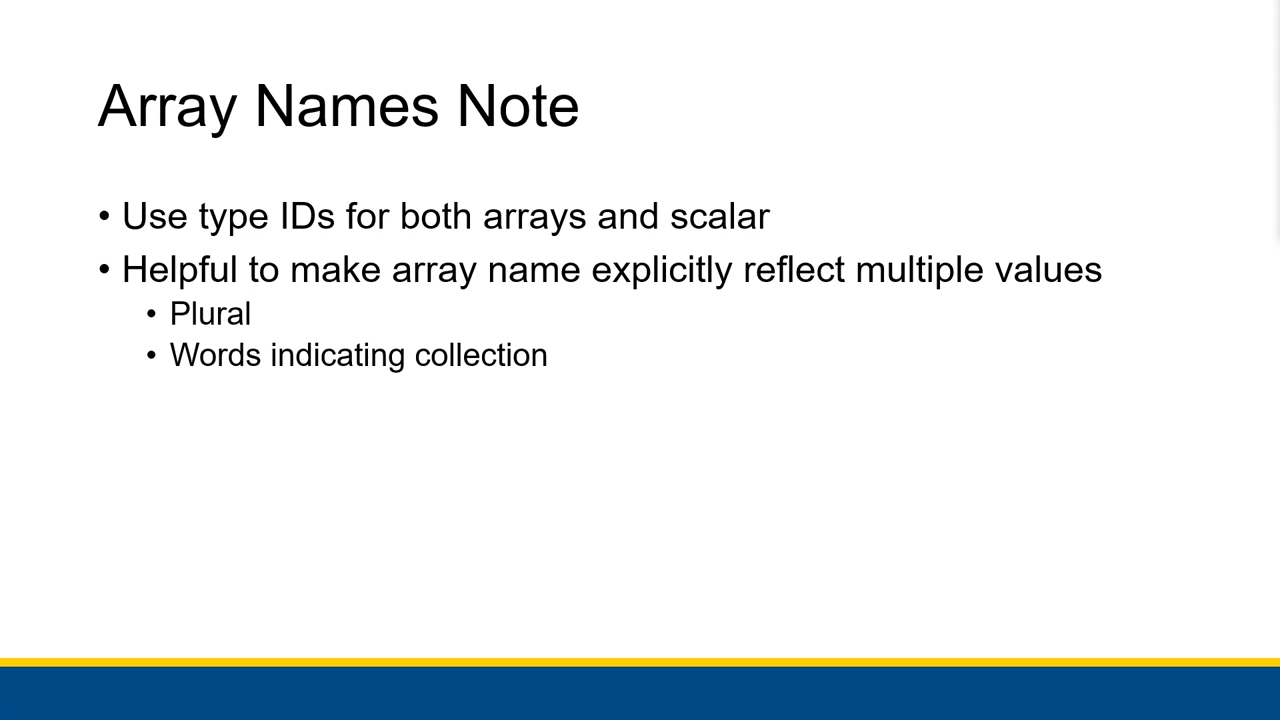 Array Names Note
• Use type IDs for both arrays and scalar
• Helpful to make array name explicitly reflect multiple values
• Plural
• Words indicating collection